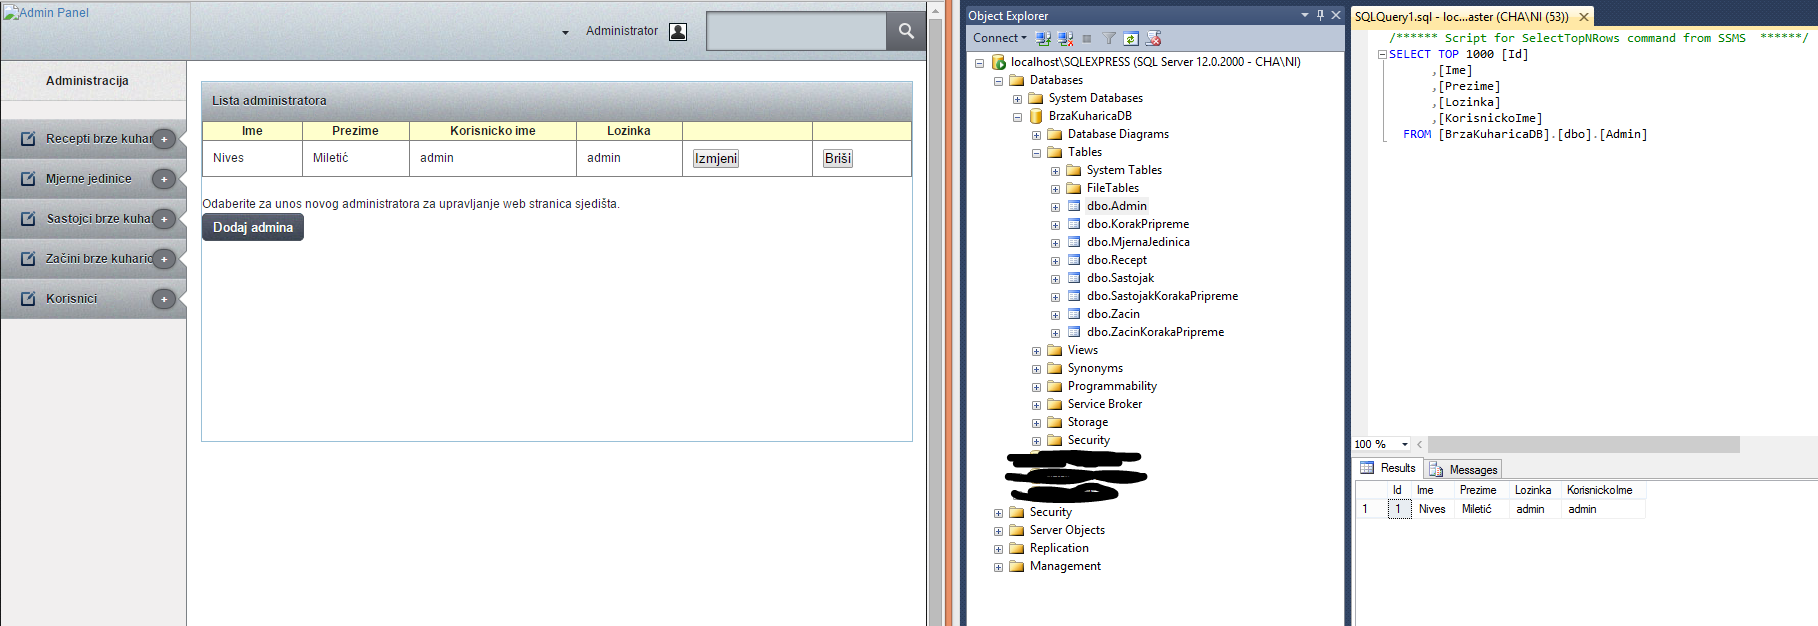 Admin Panel
Administrator
Administracija
Recepti brze kuhar
Mjerne jedinice
Sastojci brze kuha
Začini brze kuharic
Korisnici
Lista administratora
Ime Prezime Korisnicko ime Lozinka
Nives Miletić admin admin Izmjeni Briši
Odaberite za unos novog administratora za upravljanje web stranica sjedišta.
Dodaj admina
Object Explorer
Connect
localhost\SQLEXPRESS (SQL Server 12.0.2000 - CHA\NI)
Databases
System Databases
BrzaKuharicaDB
Database Diagrams
Tables
System Tables
FileTables
dbo.Admin
dbo.KorakPripreme
dbo.MjernaJedinica
dbo.Recept
dbo.Sastojak
dbo.SastojakKorakaPripreme
dbo.Zacin
dbo.ZacinKorakaPripreme
Views
Synonyms
Programmability
Service Broker
Storage
Security
Security
Server Objects
Replication
Management
SQLQuery1.sql - loc...aster (CHA\NI (53))
/****** Script for SelectTopNRows command from SSMS ******/
SELECT TOP 1000 [Id]
,[Ime]
,[Prezime]
,[Lozinka]
,[KorisnickoIme]
FROM [BrzaKuharicaDB].[dbo].[Admin]
100 %
Results Messages
Id Ime Prezime Lozinka KorisnickoIme
1 1 Nives Miletić admin admin